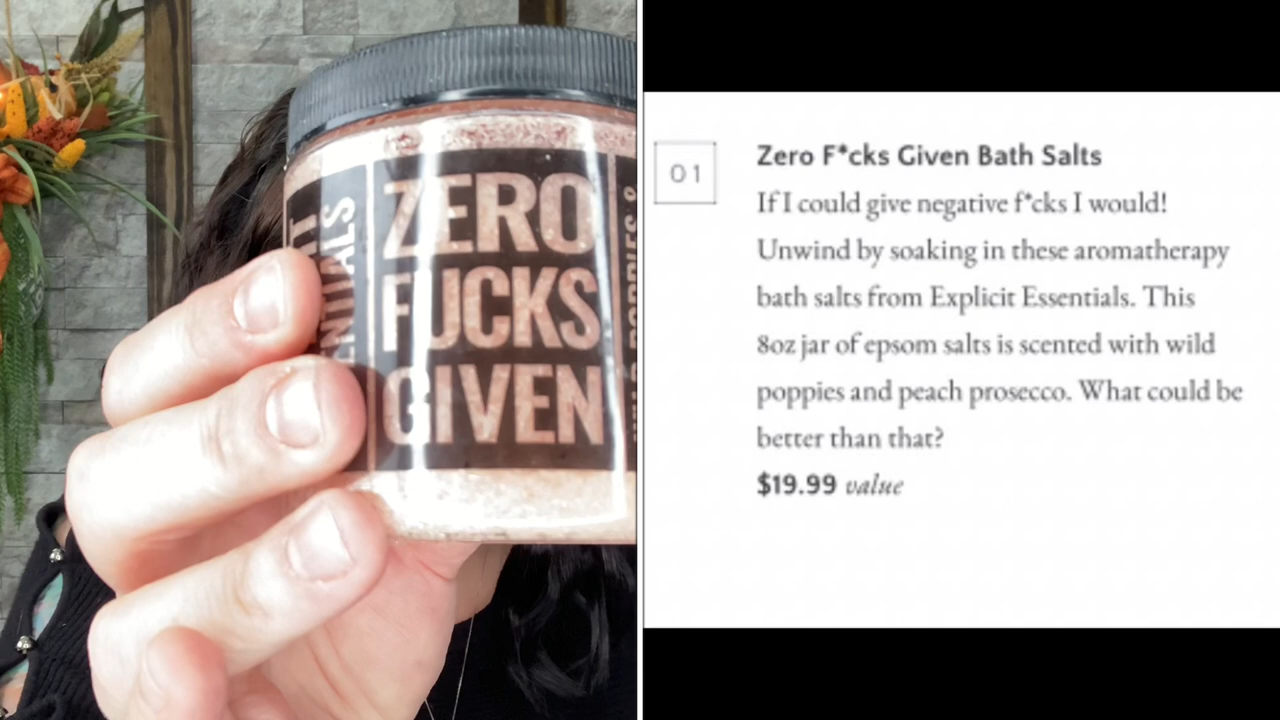 ZERO
FUCKS
GIVEN
01
Zero F*cks Given Bath Salts
If I could give negative f*cks I would!
Unwind by soaking in these aromatherapy
bath salts from Explicit Essentials. This
8oz jar of epsom salts is scented with wild
poppies and peach prosecco. What could be
better than that?
$19.99 value